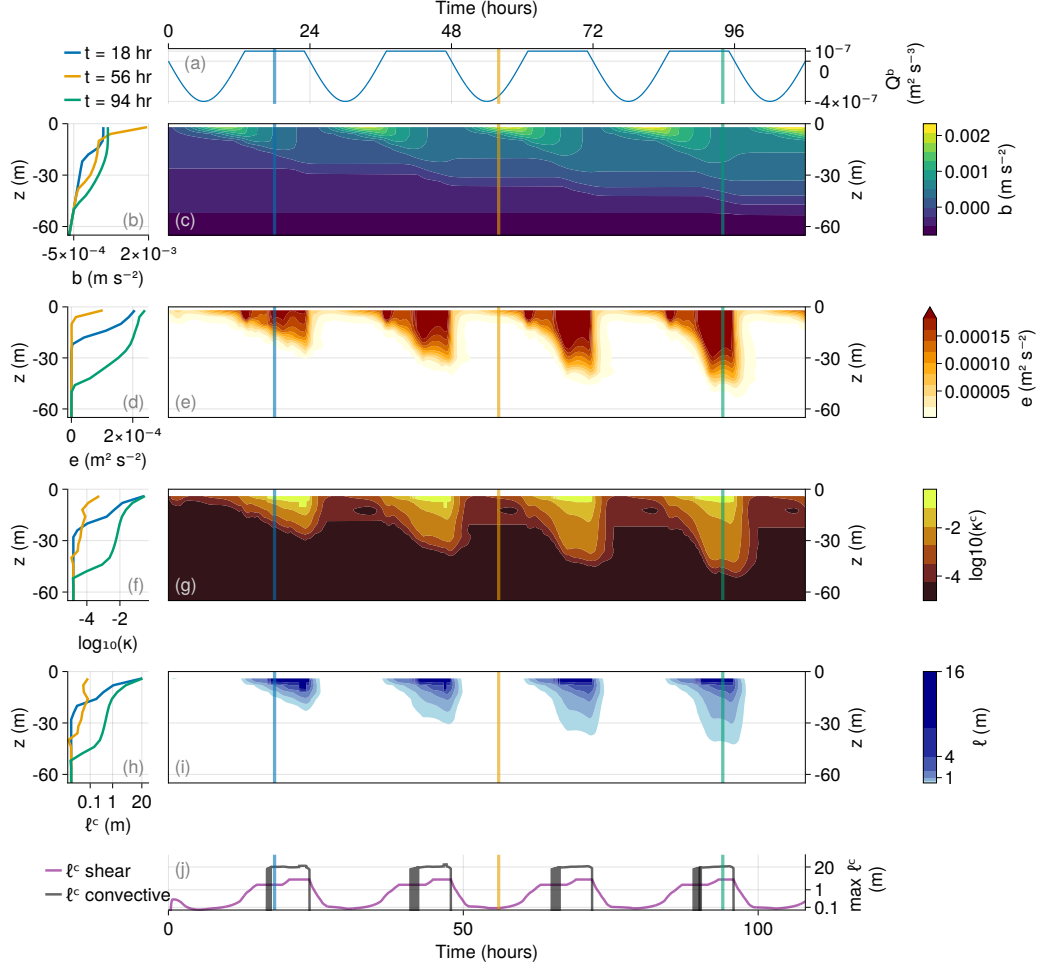 Time (hours)
0 24 48 72 96
t = 18 hr
t = 56 hr
t = 94 hr
(a)
10⁻⁷
0
-4×10⁻⁷
Qᵇ
(m² s⁻³)
0
-30
-60
z (m)
(b)
-5×10⁻⁴ 2×10⁻³
b (m s⁻²)
(c)
0
-30
-60
z (m)
0.002
0.001
0.000
b (m s⁻²)
0
-30
-60
z (m)
(d)
0 2×10⁻⁴
e (m² s⁻²)
(e)
0
-30
-60
z (m)
0.00015
0.00010
0.00005
e (m² s⁻²)
0
-30
-60
z (m)
(f)
-4 -2
log₁₀(κ)
(g)
0
-30
-60
z (m)
-2
-4
log10(κᶜ)
0
-30
-60
z (m)
(h)
0.1 1 20
ℓᶜ (m)
(i)
0
-30
-60
z (m)
16
4
1
ℓ (m)
ℓᶜ shear
ℓᶜ convective
(j)
20
1
0.1
max ℓᶜ
(m)
0 50 100
Time (hours)